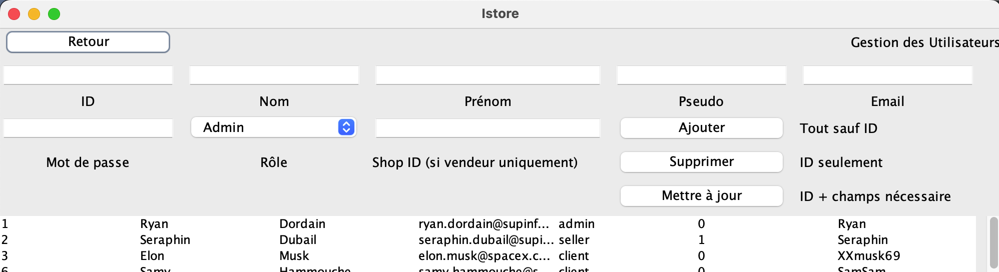 Istore
Retour Gestion des Utilisateurs
ID Nom Prénom Pseudo Email
Admin Ajouter Tout sauf ID
Mot de passe Rôle Shop ID (si vendeur uniquement) Supprimer ID seulement
Mettre à jour ID + champs nécessaire
1 Ryan Dordain ryan.dordain@supinf... admin 0 Ryan
2 Seraphin Dubail seraphin.dubail@supi... seller 1 Seraphin
3 Elon Musk elon.musk@spacex.c... client 0 XXmusk69
6 Samy Hammouche samy.hammouche@s... client 0 SamSam